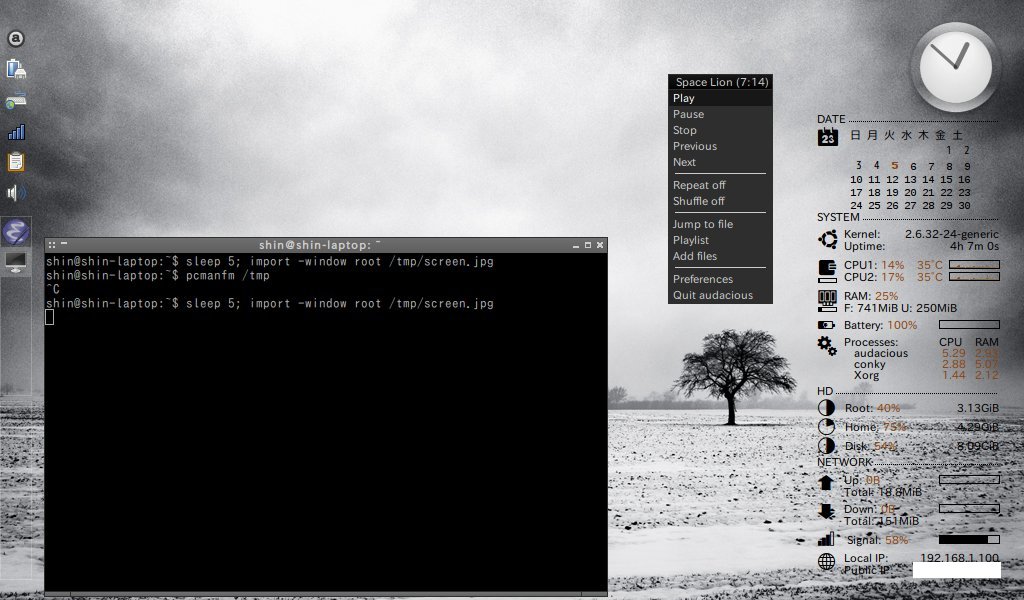 Space Lion (7:14)
Play
Pause
Stop
Previous
Next
Repeat off
Shuffle off
Jump to file
Playlist
Add files
Preferences
Quit audacious
shin@shin-laptop: ~
shin@shin-laptop:~$ sleep 5; import -window root /tmp/screen.jpg
shin@shin-laptop:~$ pcmanfm /tmp
^C
shin@shin-laptop:~$ sleep 5; import -window root /tmp/screen.jpg
DATE
23
日 月 火 水 木 金 土
1 2
3 4 5 6 7 8 9
10 11 12 13 14 15 16
17 18 19 20 21 22 23
24 25 26 27 28 29 30
SYSTEM
Kernel: 2.6.32-24-generic
Uptime: 4h 7m 0s
CPU1: 14% 35°C
CPU2: 17% 35°C
RAM: 25%
F: 741MiB U: 250MiB
Battery: 100%
Processes: CPU RAM
audacious 5.29 2.93
conky 2.88 5.07
Xorg 1.44 2.12
HD
Root: 40% 3.13GiB
Home: 75% 4.29GiB
Disk: 54% 8.09GiB
NETWORK
Up: 0B
Total: 18.8MiB
Down: 0B
Total: 151MiB
Signal: 58%
Local IP: 192.168.1.100
Public IP: